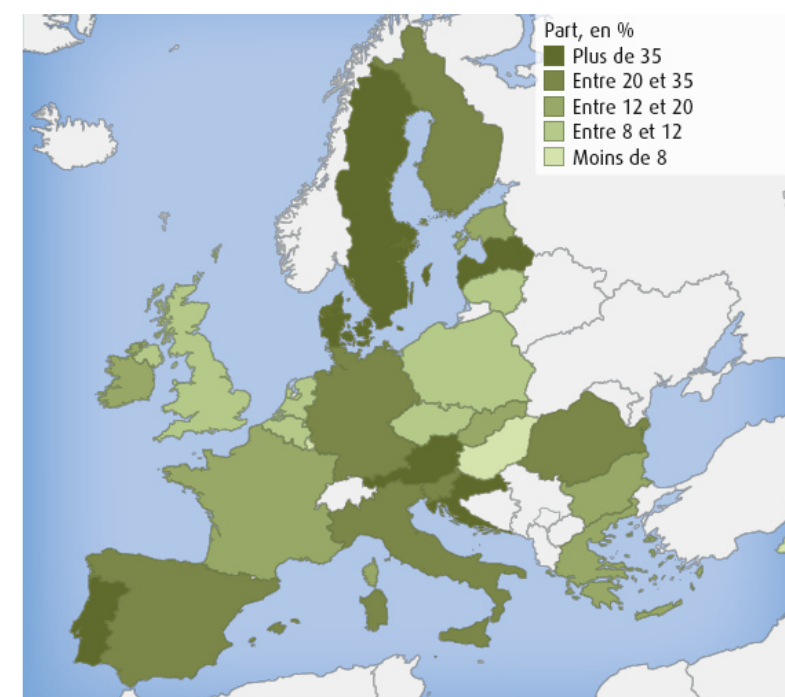 Part, en %
Plus de 35
Entre 20 et 35
Entre 12 et 20
Entre 8 et 12
Moins de 8